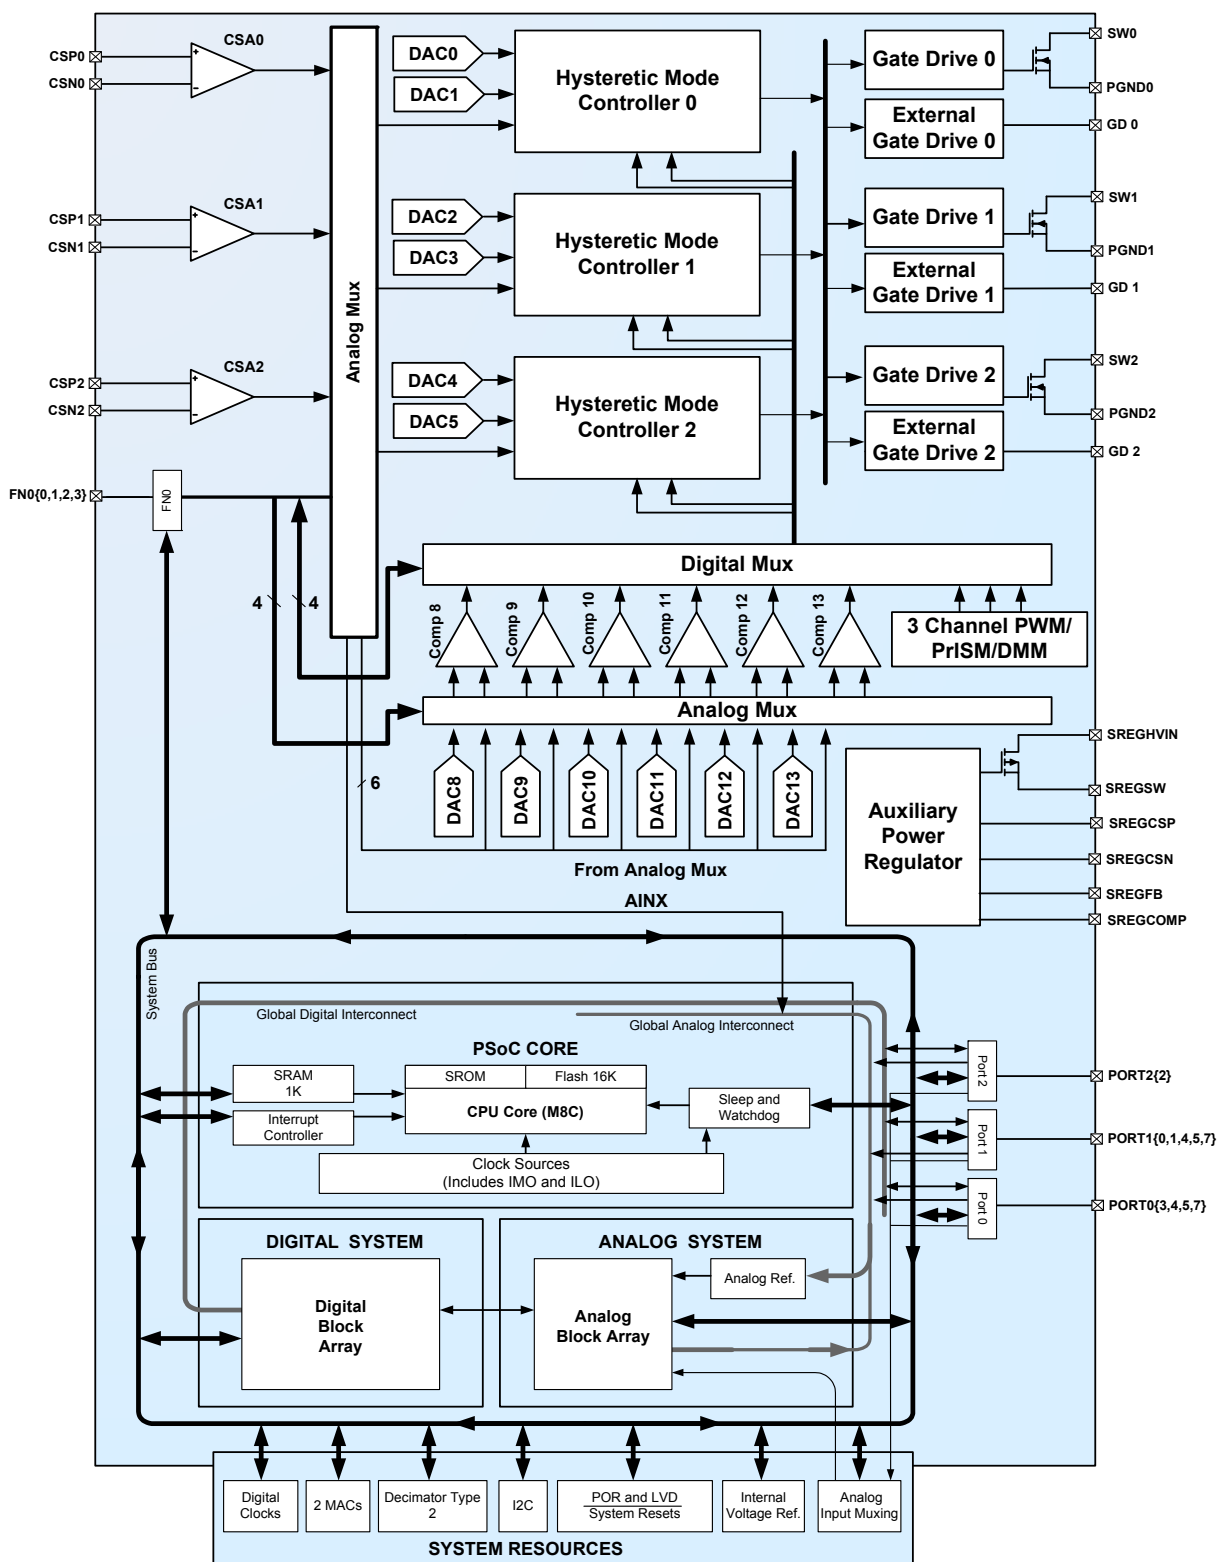 CSP0
CSN0
CSA0
DAC0
DAC1
Hysteretic Mode
Controller 0
Gate Drive 0
External
Gate Drive 0
SW0
PGND0
GD 0
CSP1
CSN1
CSA1
DAC2
DAC3
Hysteretic Mode
Controller 1
Gate Drive 1
External
Gate Drive 1
SW1
PGND1
GD 1
Analog Mux
CSP2
CSN2
CSA2
DAC4
DAC5
Hysteretic Mode
Controller 2
Gate Drive 2
External
Gate Drive 2
SW2
PGND2
GD 2
FN0{0,1,2,3}
FN0
4
4
Digital Mux
Comp 8
Comp 9
Comp 10
Comp 11
Comp 12
Comp 13
3 Channel PWM/
PrISM/DMM
Analog Mux
6
DAC8
DAC9
DAC10
DAC11
DAC12
DAC13
From Analog Mux
AINX
Auxiliary
Power
Regulator
SREGHVIN
SREGSW
SREGCSP
SREGCSN
SREGFB
SREGCOMP
System Bus
Global Digital Interconnect
Global Analog Interconnect
PSoC CORE
SRAM
1K
SROM
Flash 16K
CPU Core (M8C)
Interrupt
Controller
Sleep and
Watchdog
Clock Sources
(Includes IMO and ILO)
Port 2
PORT2{2}
Port 1
PORT1{0,1,4,5,7}
Port 0
PORT0{3,4,5,7}
DIGITAL SYSTEM
Digital
Block
Array
ANALOG SYSTEM
Analog
Block Array
Analog Ref.
Digital
Clocks
2 MACs
Decimator Type
2
I2C
POR and LVD
System Resets
Internal
Voltage Ref.
Analog
Input Muxing
SYSTEM RESOURCES